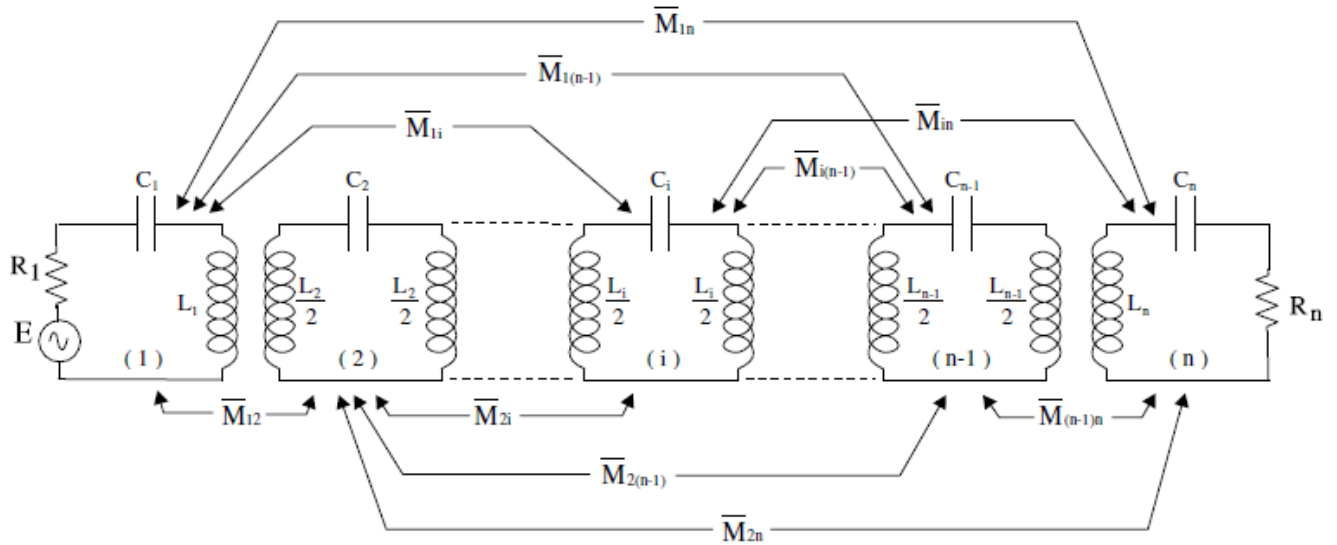 M̅₁ₙ
M̅₁₍ₙ₋₁₎
M̅₁ᵢ
M̅ᵢₙ
M̅ᵢ₍ₙ₋₁₎
C₁ C₂ Cᵢ Cₙ₋₁ Cₙ
R₁ L₁ L₂/2 L₂/2 Lᵢ/2 Lᵢ/2 Lₙ₋₁/2 Lₙ₋₁/2 Lₙ Rₙ
E
(1) (2) (i) (n-1) (n)
M̅₁₂ M̅₂ᵢ M̅₍ₙ₋₁₎ₙ
M̅₂₍ₙ₋₁₎
M̅₂ₙ